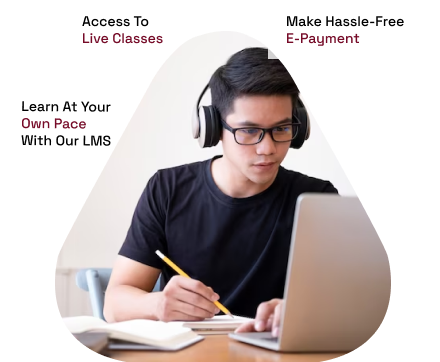 Access To
Live Classes
Make Hassle-Free
E-Payment
Learn At Your
Own Pace
With Our LMS